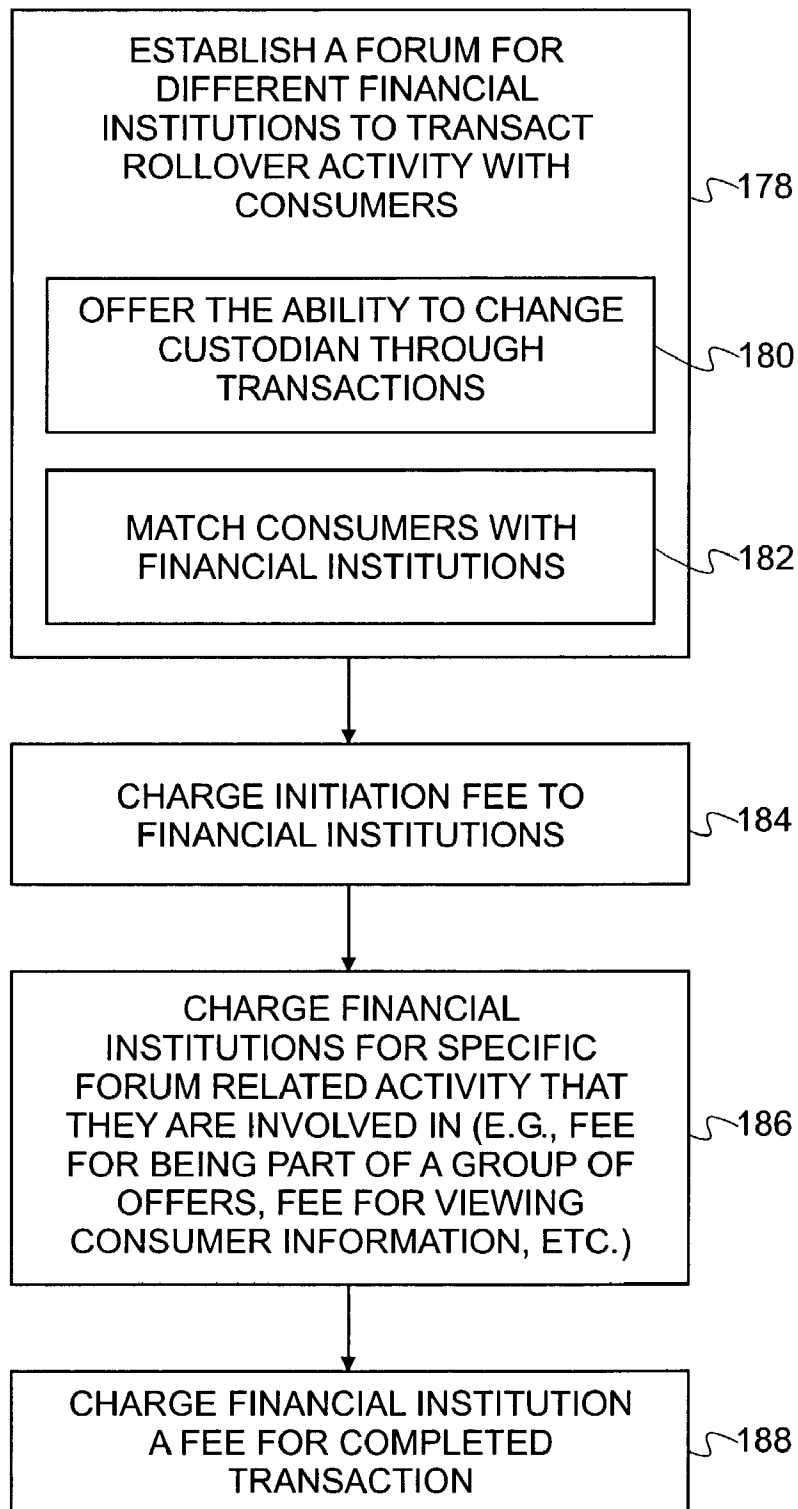 ESTABLISH A FORUM FOR
DIFFERENT FINANCIAL
INSTITUTIONS TO TRANSACT
ROLLOVER ACTIVITY WITH
CONSUMERS
178
OFFER THE ABILITY TO CHANGE
CUSTODIAN THROUGH
TRANSACTIONS
180
MATCH CONSUMERS WITH
FINANCIAL INSTITUTIONS
182
CHARGE INITIATION FEE TO
FINANCIAL INSTITUTIONS
184
CHARGE FINANCIAL
INSTITUTIONS FOR SPECIFIC
FORUM RELATED ACTIVITY THAT
THEY ARE INVOLVED IN (E.G., FEE
FOR BEING PART OF A GROUP OF
OFFERS, FEE FOR VIEWING
CONSUMER INFORMATION, ETC.)
186
CHARGE FINANCIAL INSTITUTION
A FEE FOR COMPLETED
TRANSACTION
188